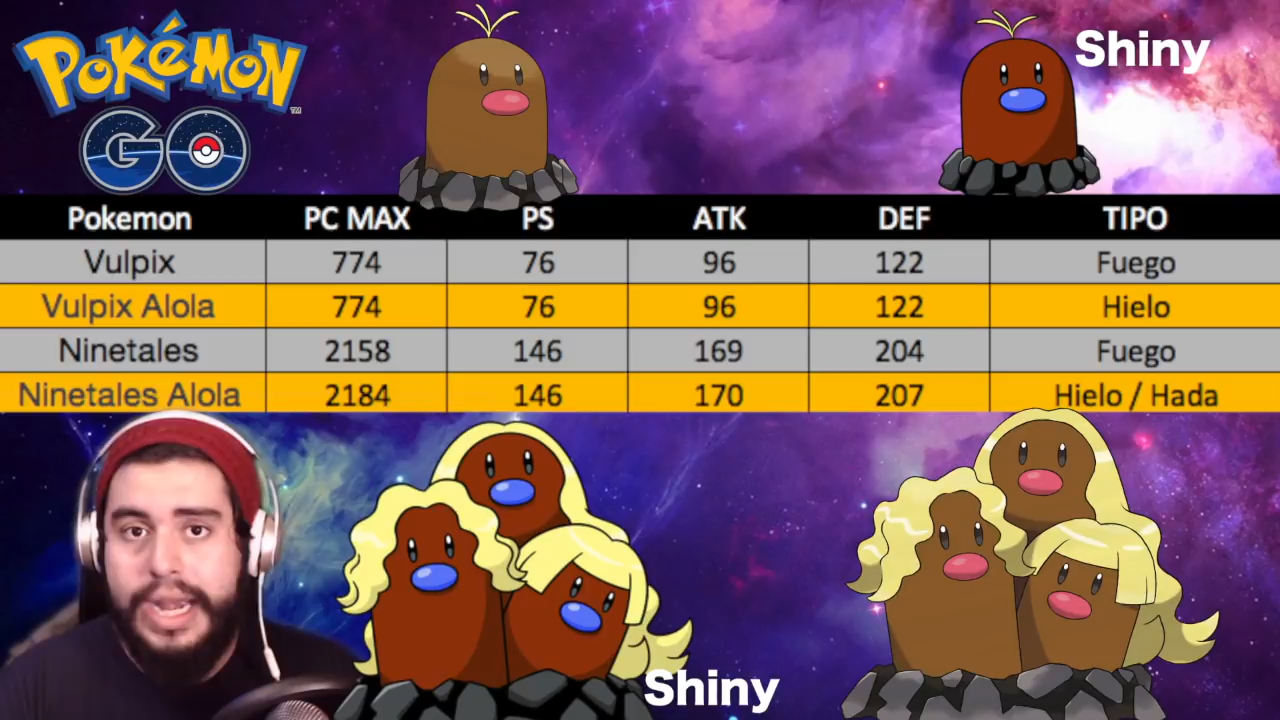 POKÉMON
GO
Shiny
Pokemon PC MAX PS ATK DEF TIPO
Vulpix 774 76 96 122 Fuego
Vulpix Alola 774 76 96 122 Hielo
Ninetales 2158 146 169 204 Fuego
Ninetales Alola 2184 146 170 207 Hielo / Hada
Shiny